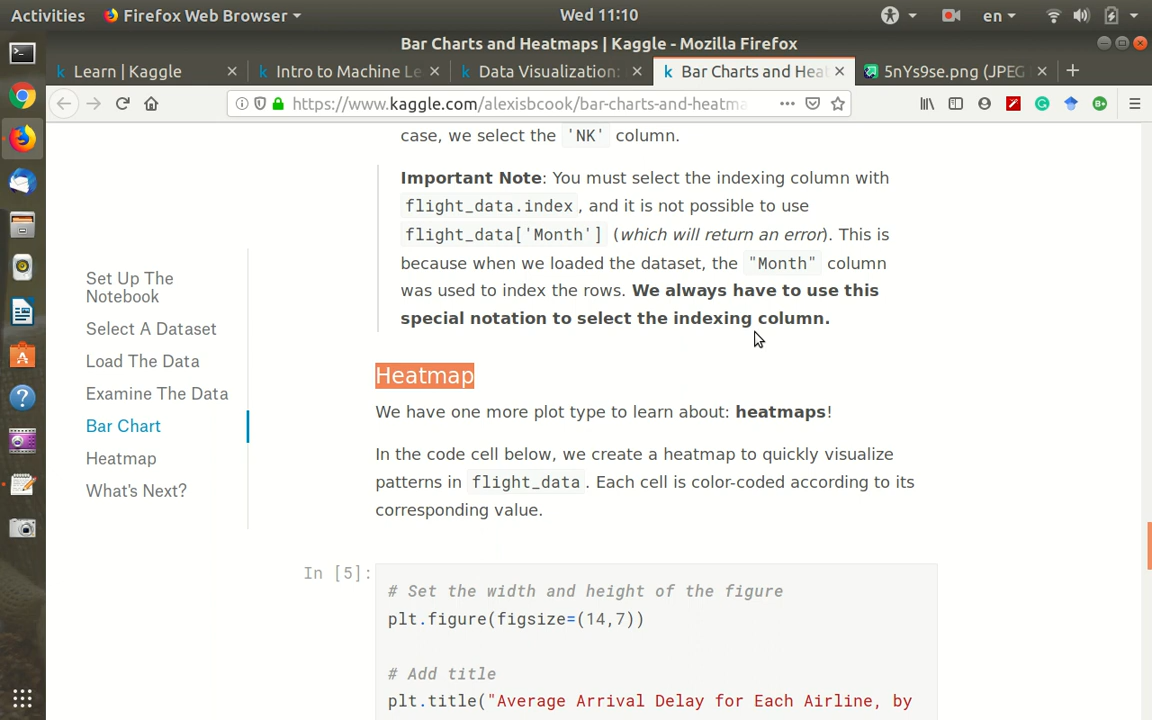 Activities Firefox Web Browser Wed 11:10 en
Bar Charts and Heatmaps | Kaggle - Mozilla Firefox
Learn | Kaggle Intro to Machine Le Data Visualization: Bar Charts and Heat 5nYs9se.png (JPEG
https://www.kaggle.com/alexisbcook/bar-charts-and-heatma
case, we select the 'NK' column.
Important Note: You must select the indexing column with
flight_data.index , and it is not possible to use
flight_data['Month'] (which will return an error). This is
because when we loaded the dataset, the "Month" column
was used to index the rows. We always have to use this
special notation to select the indexing column.
Set Up The
Notebook
Select A Dataset
Load The Data
Examine The Data
Bar Chart
Heatmap
What's Next?
Heatmap
We have one more plot type to learn about: heatmaps!
In the code cell below, we create a heatmap to quickly visualize
patterns in flight_data . Each cell is color-coded according to its
corresponding value.
In [5]:
# Set the width and height of the figure
plt.figure(figsize=(14,7))
# Add title
plt.title("Average Arrival Delay for Each Airline, by